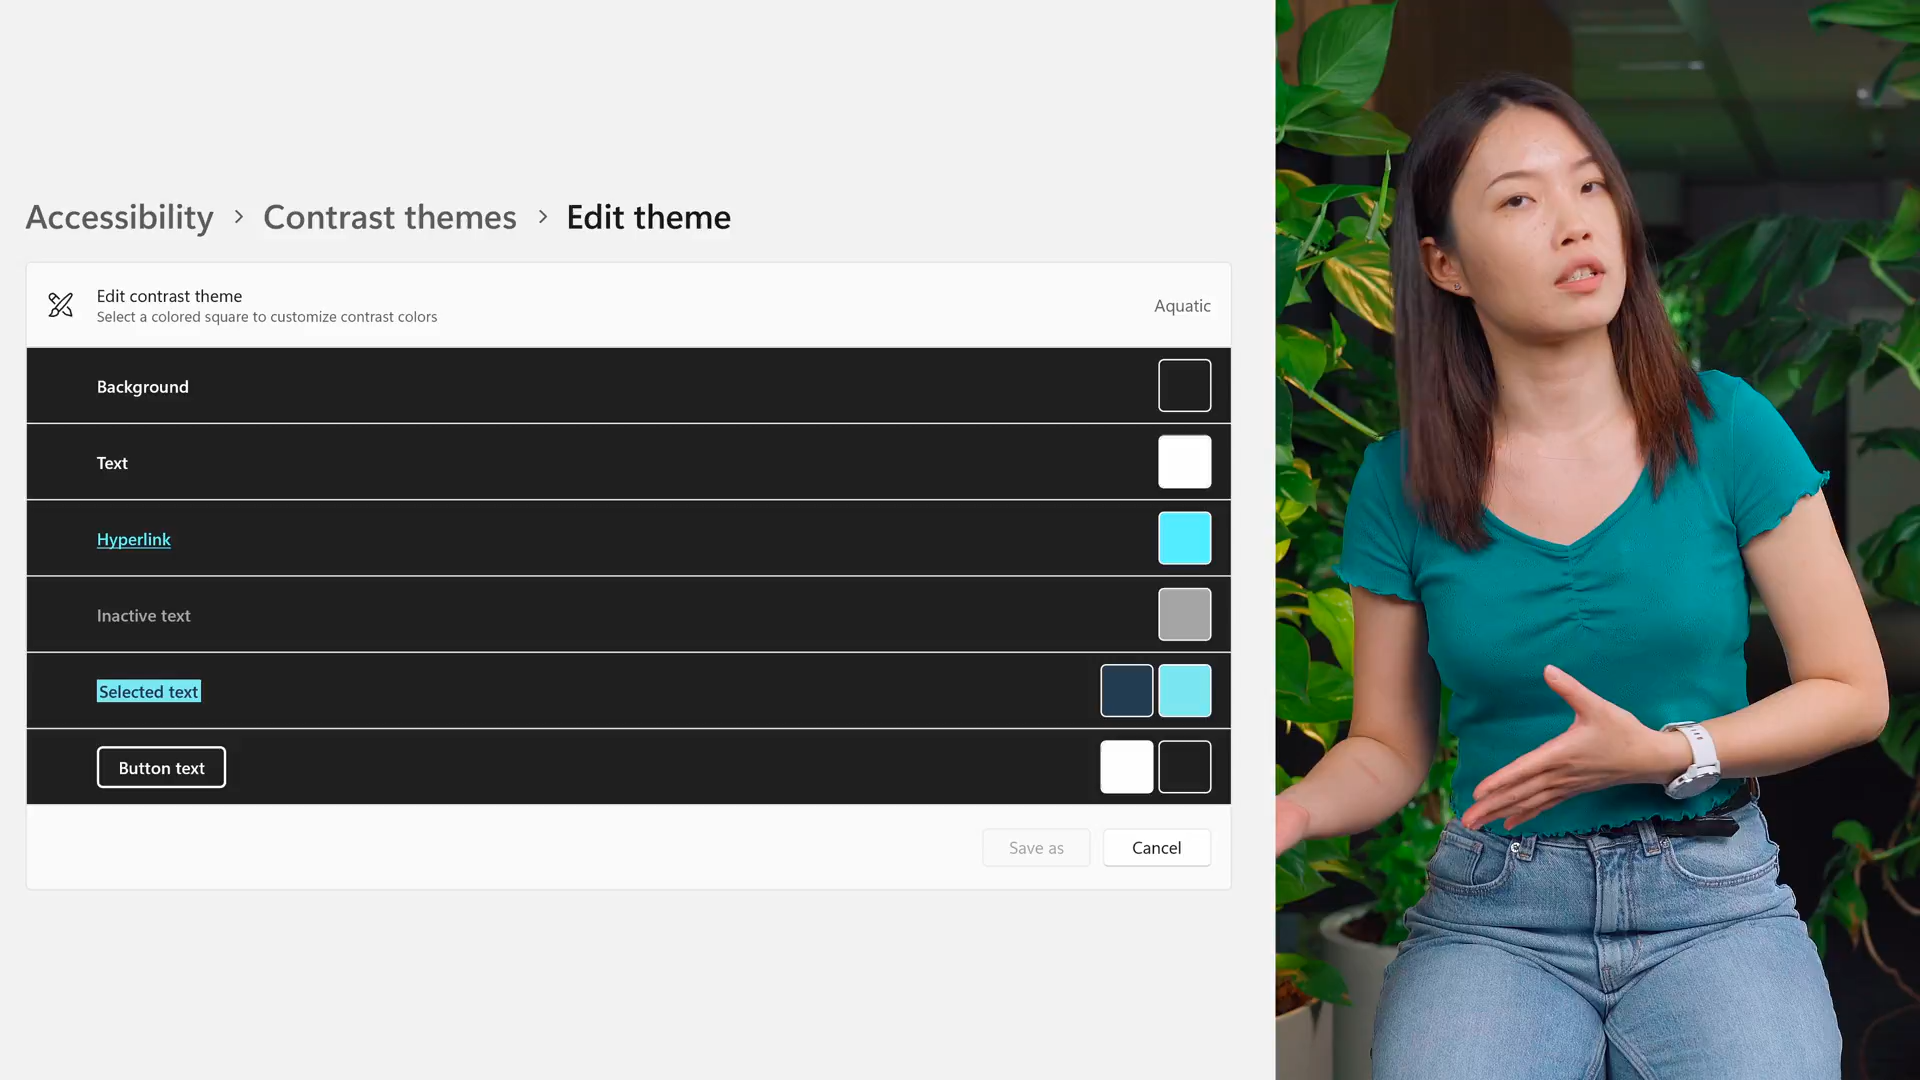 Accessibility > Contrast themes > Edit theme
Edit contrast theme
Select a colored square to customize contrast colors
Aquatic
Background
Text
Hyperlink
Inactive text
Selected text
Button text
Save as
Cancel